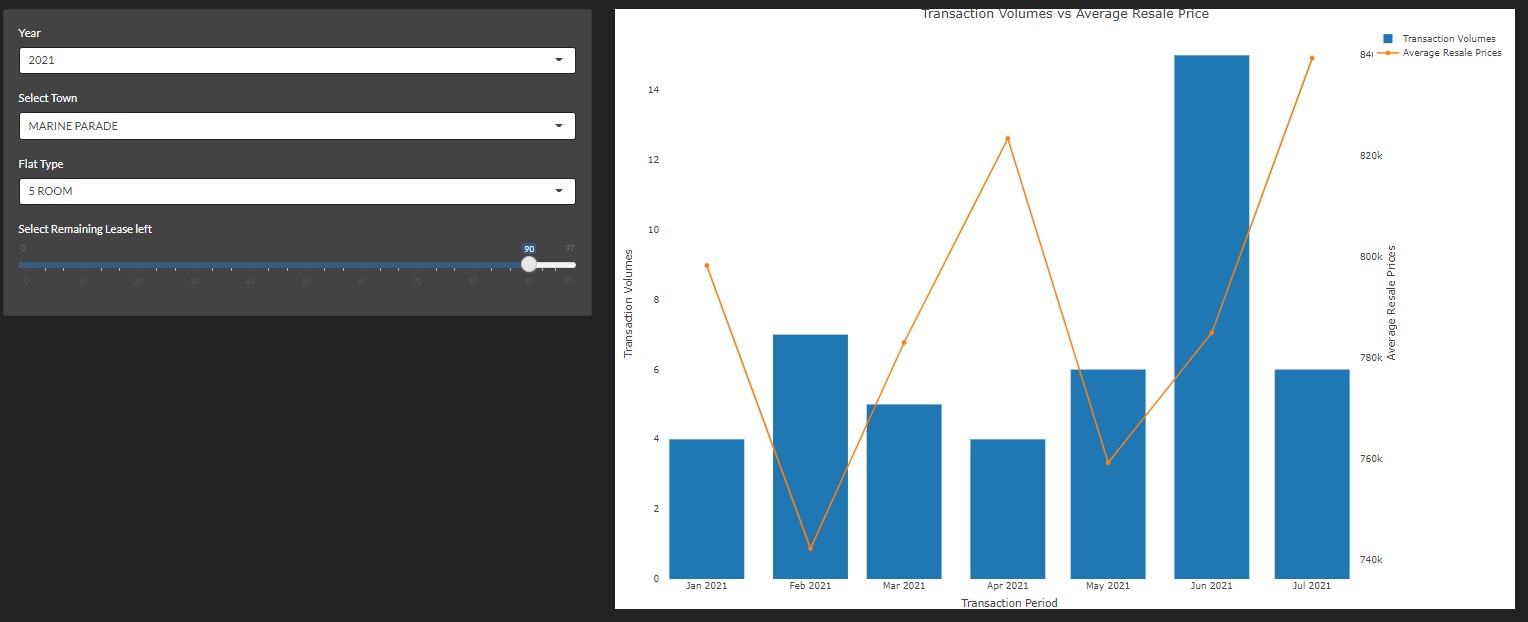 Year
2021
Select Town
MARINE PARADE
Flat Type
5 ROOM
Select Remaining Lease left
0 90 97
0 10 20 30 40 50 60 70 80 90 97
Transaction Volumes vs Average Resale Price
Transaction Volumes
Average Resale Prices
Transaction Volumes
14
12
10
8
6
4
2
0
820k
800k
780k
760k
740k
Average Resale Prices
Jan 2021 Feb 2021 Mar 2021 Apr 2021 May 2021 Jun 2021 Jul 2021
Transaction Period